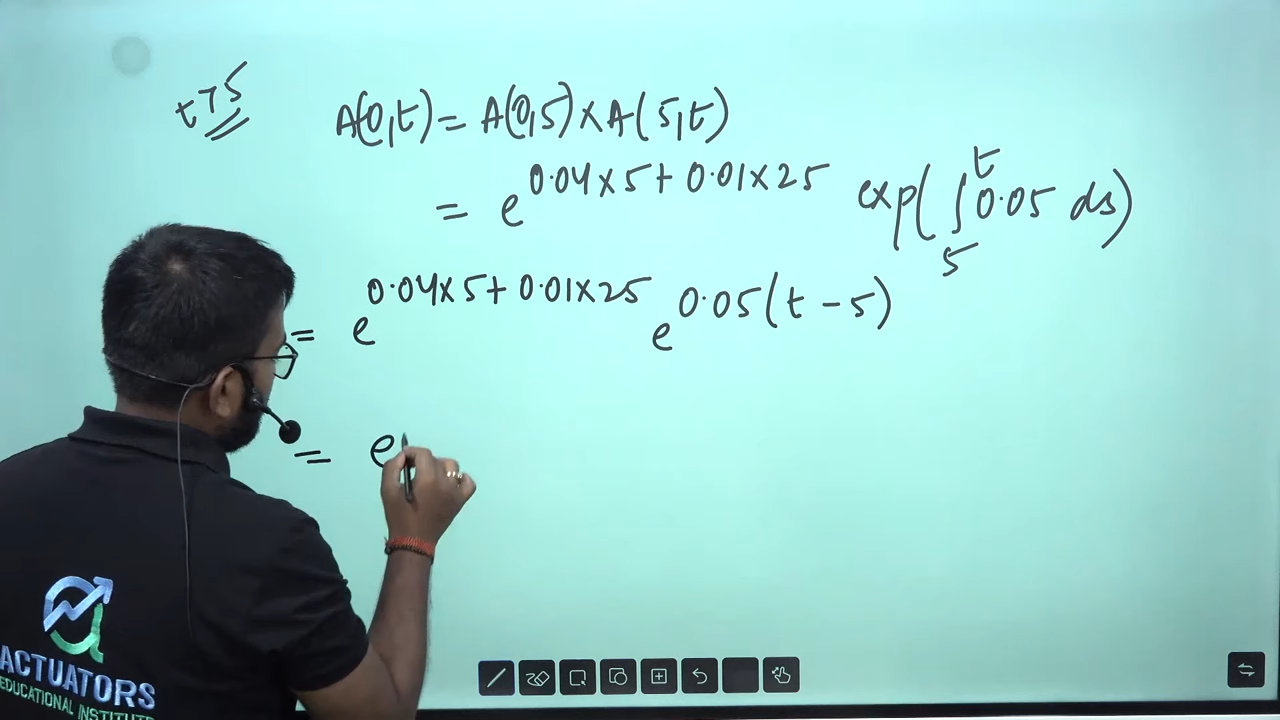 t > 5
A(0,t) = A(0,5) × A(5,t)
= e^{0.04×5+0.01×25} exp(∫_5^t 0.05 ds)
= e^{0.04×5+0.01×25} e^{0.05(t-5)}
= e
ACTUATORS
EDUCATIONAL INSTITUTE